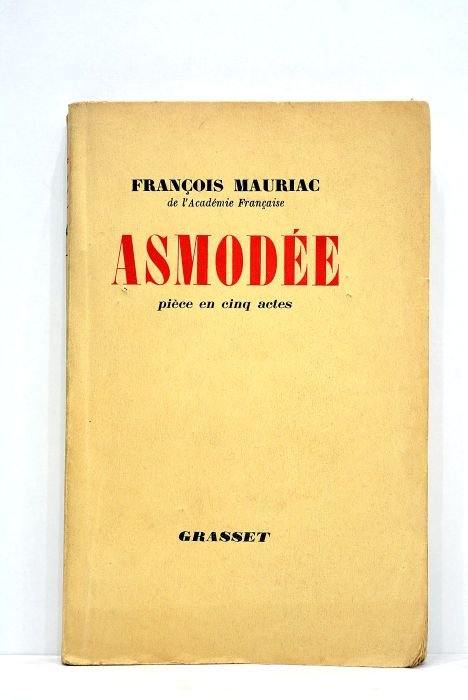 FRANÇOIS MAURIAC
de l'Académie Française
ASMODÉE
pièce en cinq actes
GRASSET